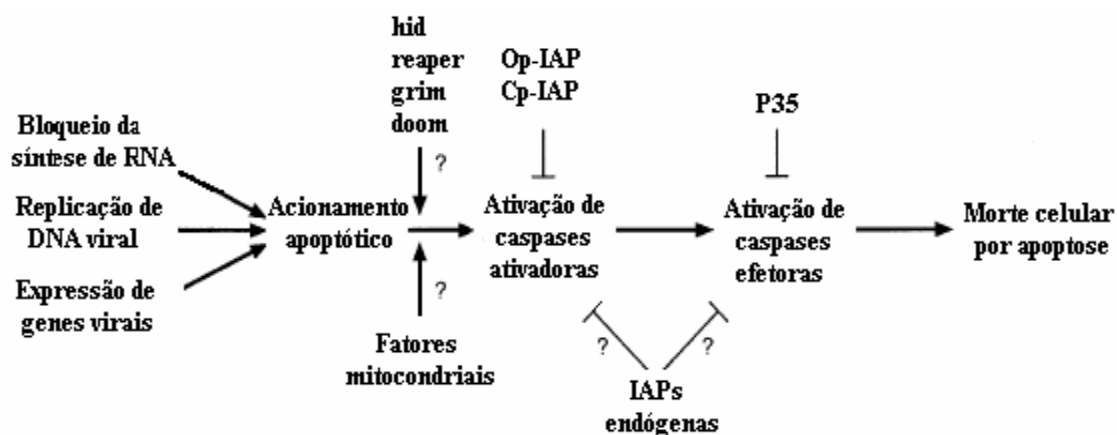 hid
reaper
grim
doom
?
Op-IAP
Cp-IAP
P35
Bloqueio da
síntese de RNA
Replicação de
DNA viral
Expressão de
genes virais
Acionamento
apoptótico
?
Fatores
mitocondriais
Ativação de
caspases
ativadoras
Ativação de
caspases
efetoras
Morte celular
por apoptose
?
?
IAPs
endógenas